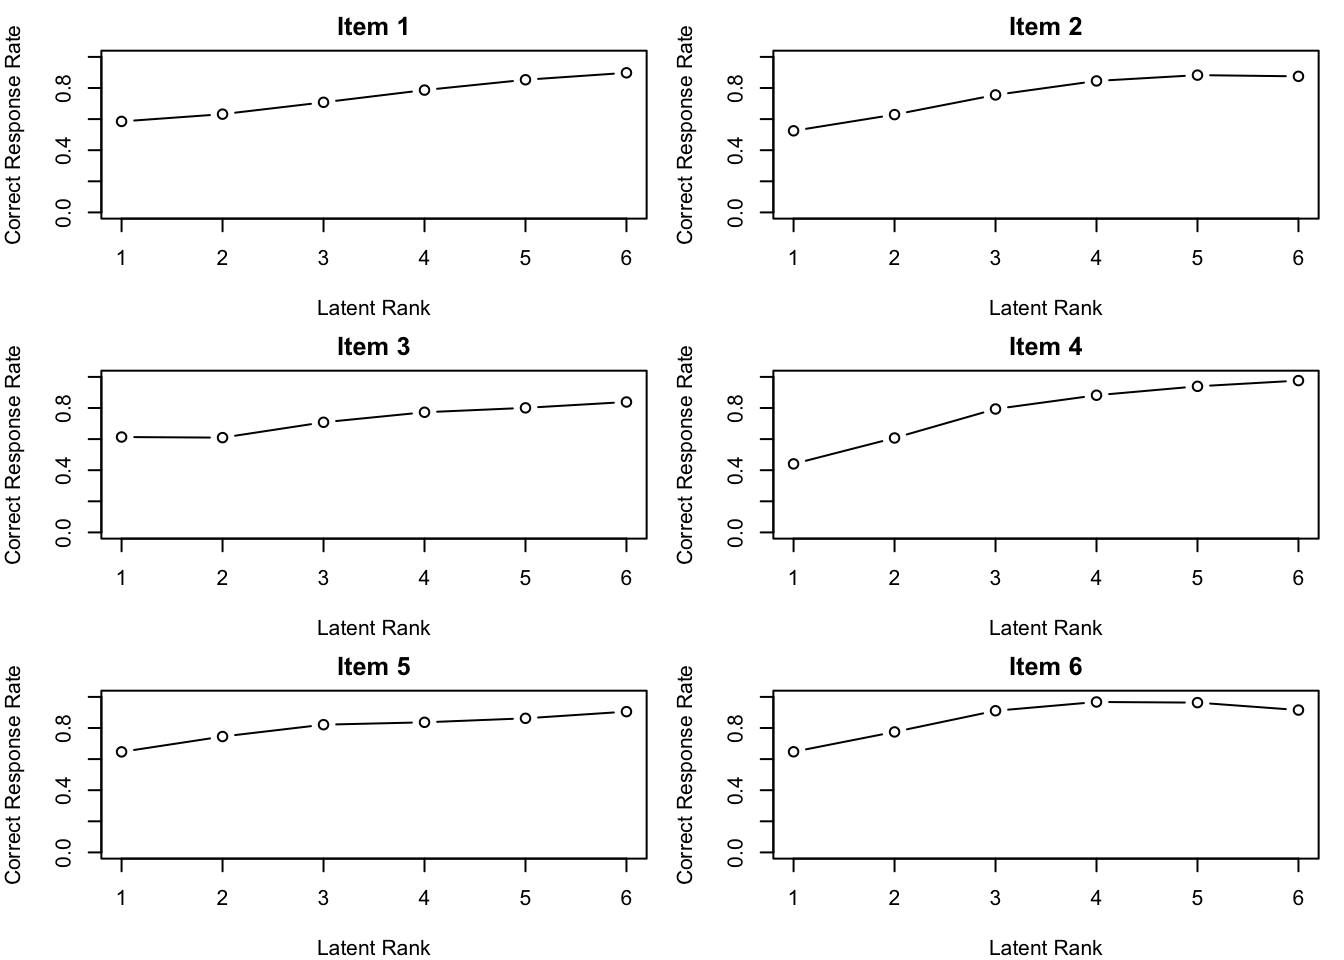 Item 1
Correct Response Rate
0.8
0.4
0.0
1 2 3 4 5 6
Latent Rank
Item 2
Correct Response Rate
0.8
0.4
0.0
1 2 3 4 5 6
Latent Rank
Item 3
Correct Response Rate
0.8
0.4
0.0
1 2 3 4 5 6
Latent Rank
Item 4
Correct Response Rate
0.8
0.4
0.0
1 2 3 4 5 6
Latent Rank
Item 5
Correct Response Rate
0.8
0.4
0.0
1 2 3 4 5 6
Latent Rank
Item 6
Correct Response Rate
0.8
0.4
0.0
1 2 3 4 5 6
Latent Rank